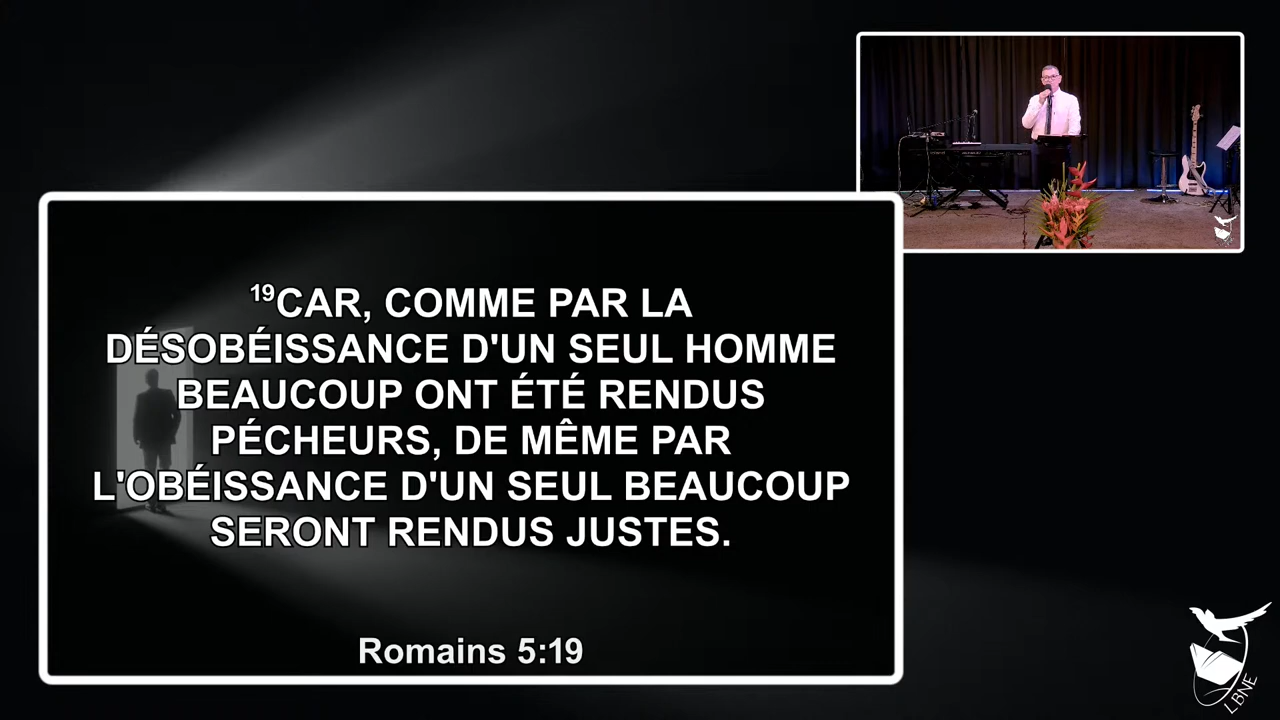 ¹⁹CAR, COMME PAR LA
DÉSOBÉISSANCE D'UN SEUL HOMME
BEAUCOUP ONT ÉTÉ RENDUS
PÉCHEURS, DE MÊME PAR
L'OBÉISSANCE D'UN SEUL BEAUCOUP
SERONT RENDUS JUSTES.
Romains 5:19
LBNE